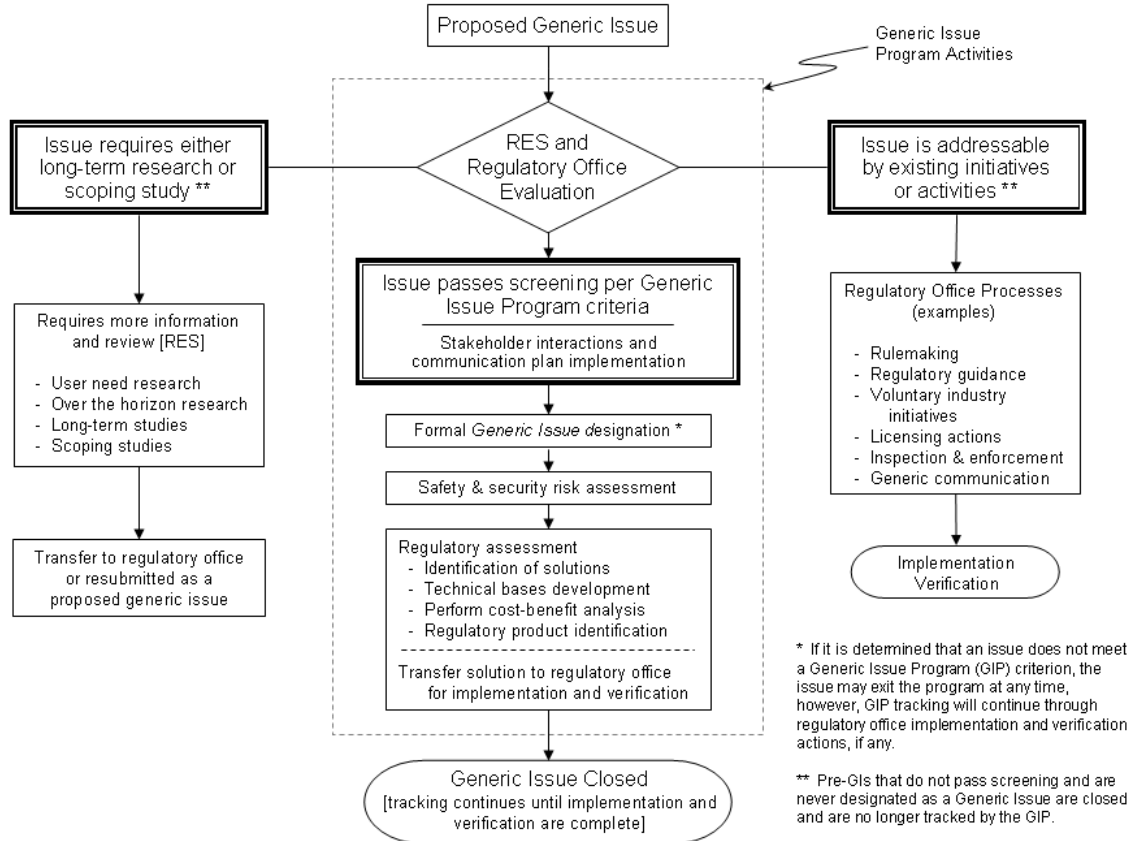 Proposed Generic Issue
Generic Issue
Program Activities
RES and
Regulatory Office
Evaluation
Issue requires either
long-term research or
scoping study **
Requires more information
and review [RES]
- User need research
- Over the horizon research
- Long-term studies
- Scoping studies
Transfer to regulatory office
or resubmitted as a
proposed generic issue
Issue passes screening per Generic
Issue Program criteria
Stakeholder interactions and
communication plan implementation
Formal Generic Issue designation *
Safety & security risk assessment
Regulatory assessment
- Identification of solutions
- Technical bases development
- Perform cost-benefit analysis
- Regulatory product identification
Transfer solution to regulatory office
for implementation and verification
Generic Issue Closed
[tracking continues until implementation and
verification are complete]
Issue is addressable
by existing initiatives
or activities **
Regulatory Office Processes
(examples)
- Rulemaking
- Regulatory guidance
- Voluntary industry
initiatives
- Licensing actions
- Inspection & enforcement
- Generic communication
Implementation
Verification
* If it is determined that an issue does not meet
a Generic Issue Program (GIP) criterion, the
issue may exit the program at any time,
however, GIP tracking will continue through
regulatory office implementation and verification
actions, if any.
** Pre-GIs that do not pass screening and are
never designated as a Generic Issue are closed
and are no longer tracked by the GIP.